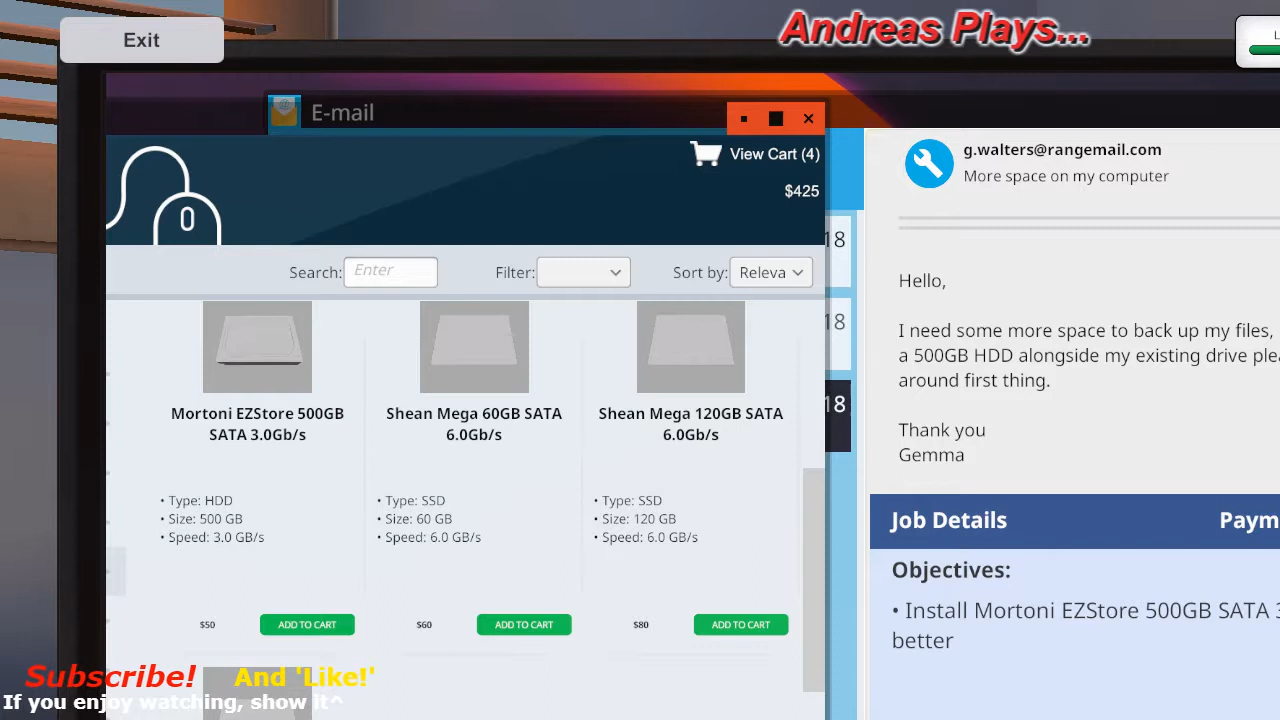 Exit
Andreas Plays...
E-mail
View Cart (4)
$425
Search: Enter
Filter:
Sort by: Releva
Mortoni EZStore 500GB
SATA 3.0Gb/s
• Type: HDD
• Size: 500 GB
• Speed: 3.0 GB/s
$50
ADD TO CART
Shean Mega 60GB SATA
6.0Gb/s
• Type: SSD
• Size: 60 GB
• Speed: 6.0 GB/s
$60
ADD TO CART
Shean Mega 120GB SATA
6.0Gb/s
• Type: SSD
• Size: 120 GB
• Speed: 6.0 GB/s
$80
ADD TO CART
18
18
18
g.walters@rangemail.com
More space on my computer
Hello,
I need some more space to back up my files,
a 500GB HDD alongside my existing drive plea
around first thing.
Thank you
Gemma
Job Details
Paym
Objectives:
• Install Mortoni EZStore 500GB SATA 3
better
Subscribe! And 'Like!'
If you enjoy watching, show it^